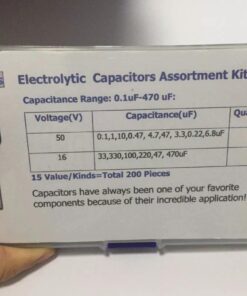 Electrolytic Capacitors Assortment Kit
Capacitance Range: 0.1uF-470 uF:
Voltage(V) Capacitance(uF)
50 0.1,1,10,0.47, 4.7,47, 3.3,0.22,6.8uF
16 33,330,100,220,47, 470uF
15 Value/Kinds=Total 200 Pieces
Capacitors have always been one of your favorite
components because of their incredible application!